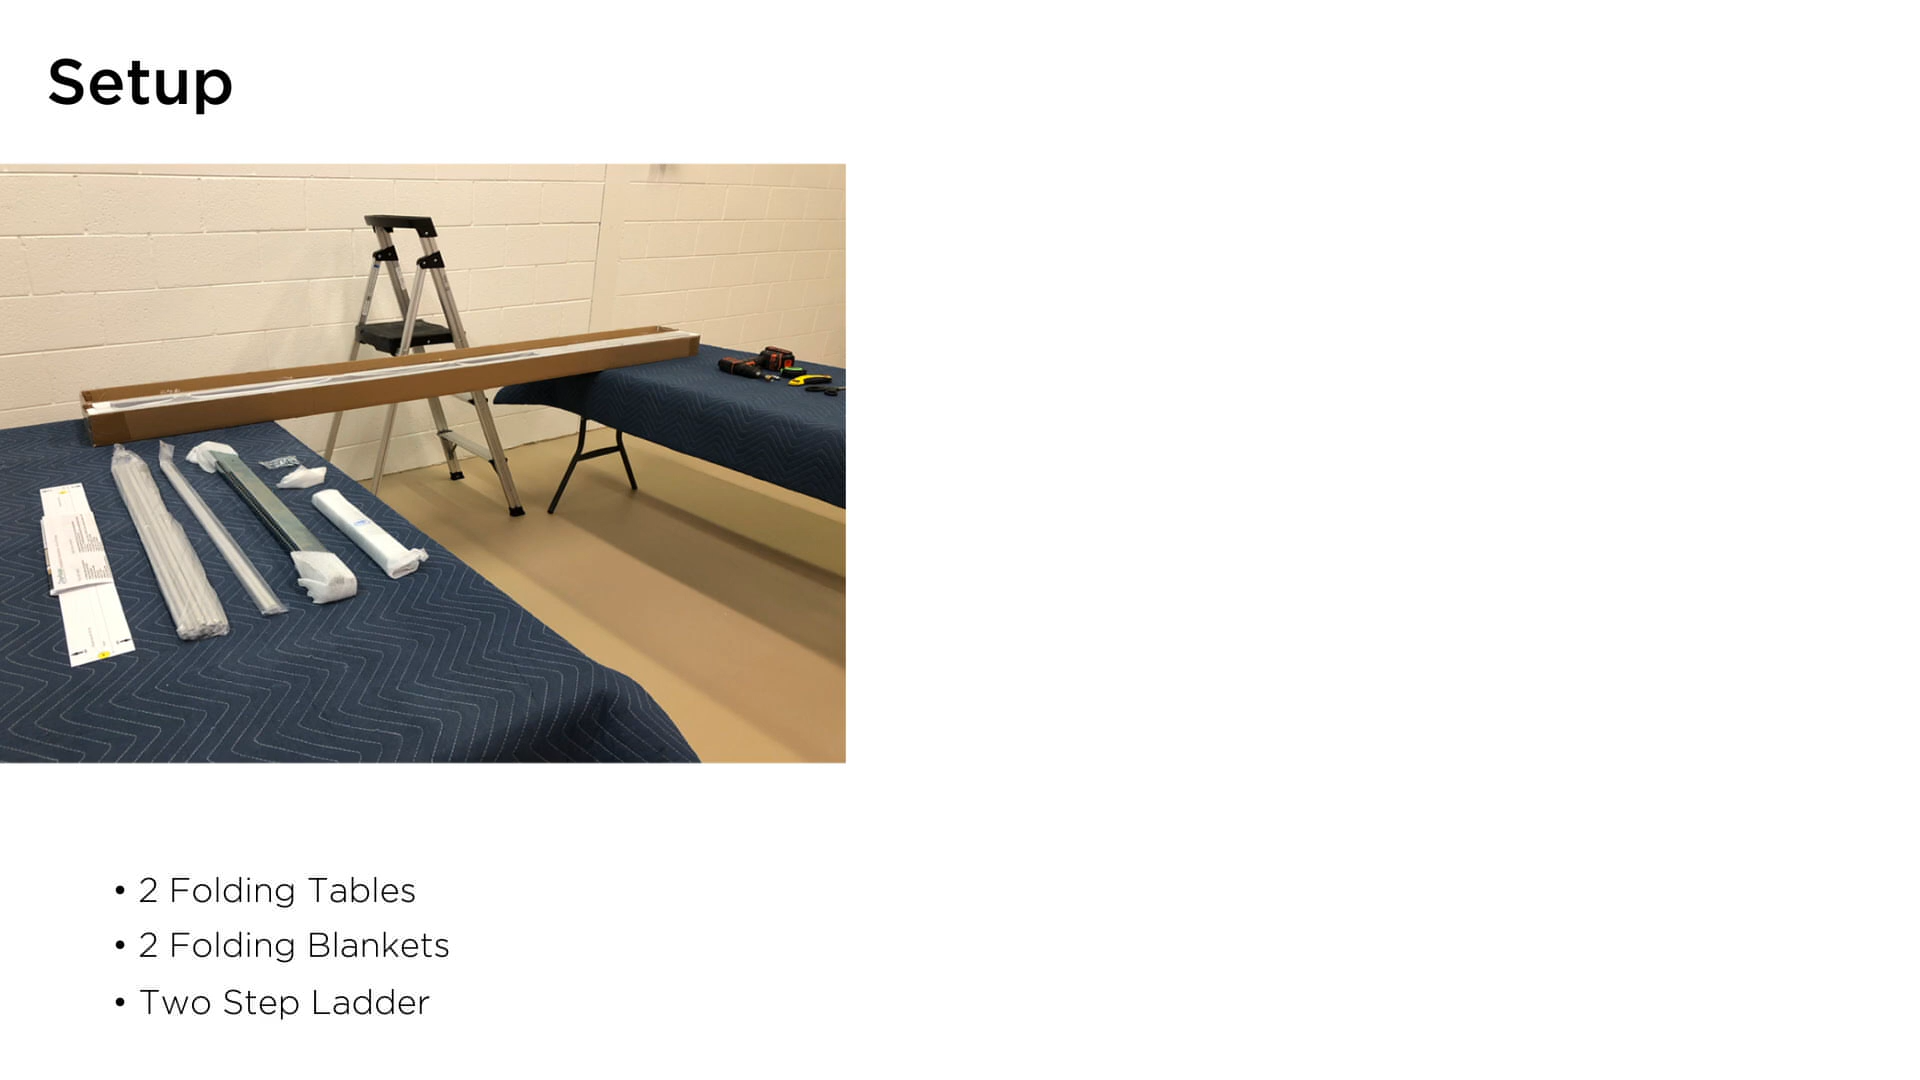 Setup
• 2 Folding Tables
• 2 Folding Blankets
• Two Step Ladder